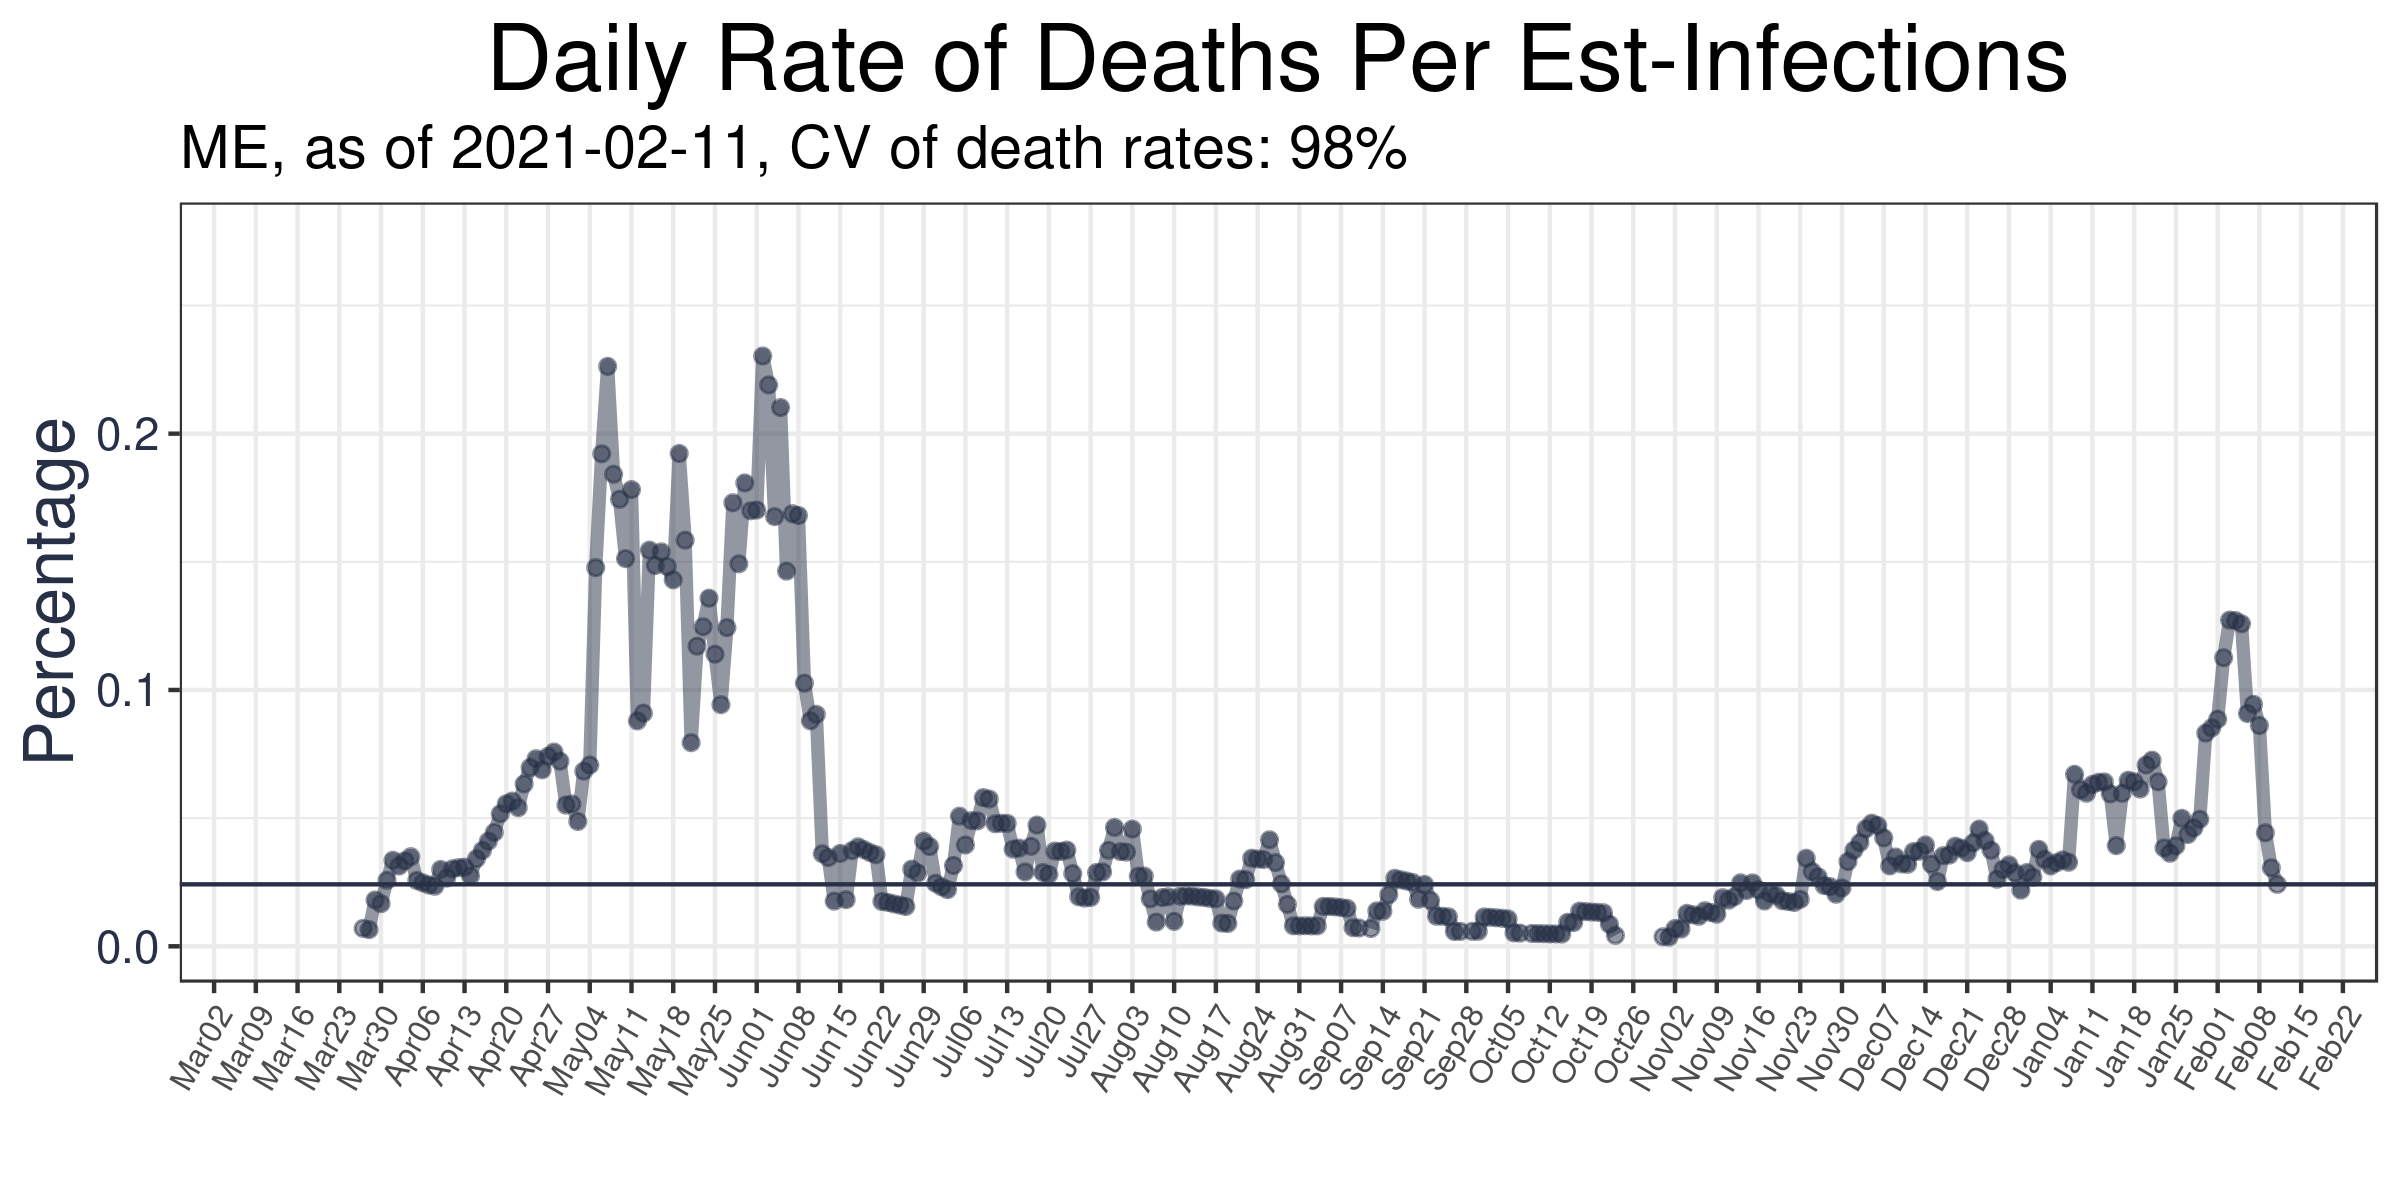 Daily Rate of Deaths Per Est-Infections
ME, as of 2021-02-11, CV of death rates: 98%
Percentage
0.2
0.1
0.0
Mar02 Mar09 Mar16 Mar23 Mar30 Apr06 Apr13 Apr20 Apr27 May04 May11 May18 May25 Jun01 Jun08 Jun15 Jun22 Jun29 Jul06 Jul13 Jul20 Jul27 Aug03 Aug10 Aug17 Aug24 Aug31 Sep07 Sep14 Sep21 Sep28 Oct05 Oct12 Oct19 Oct26 Nov02 Nov09 Nov16 Nov23 Nov30 Dec07 Dec14 Dec21 Dec28 Jan04 Jan11 Jan18 Jan25 Feb01 Feb08 Feb15 Feb22